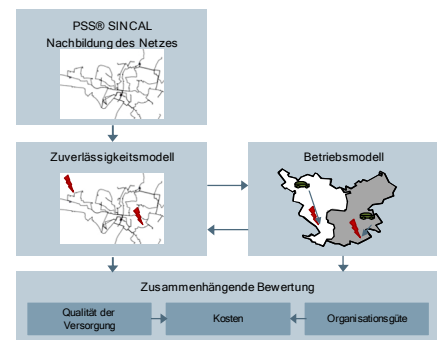 PSS® SINCAL
Nachbildung des Netzes
Zuverlässigkeitsmodell
Betriebsmodell
Zusammenhängende Bewertung
Qualität der
Versorgung
Kosten
Organisationsgüte